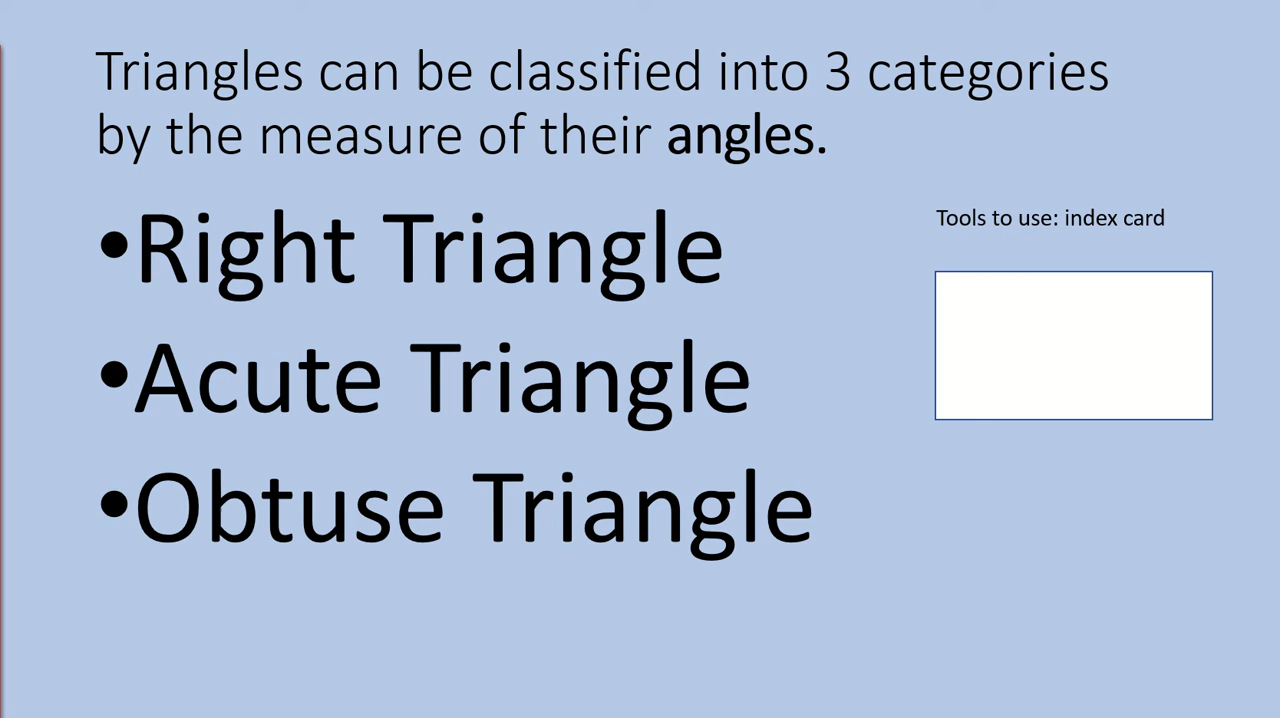 Triangles can be classified into 3 categories
by the measure of their angles.
•Right Triangle
•Acute Triangle
•Obtuse Triangle
Tools to use: index card